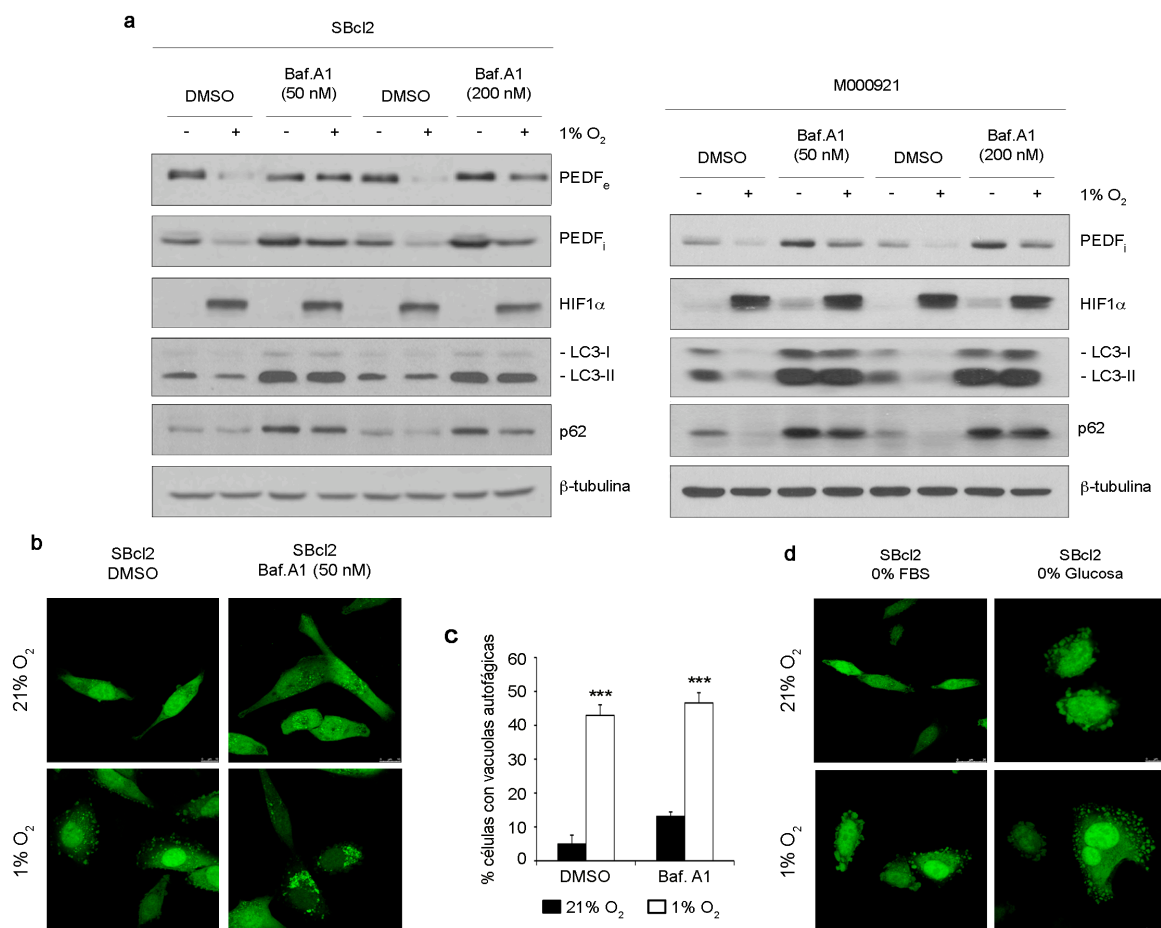 a
SBcl2
DMSO
Baf.A1
(50 nM)
DMSO
Baf.A1
(200 nM)
- + - + - + - + 1% O₂
PEDFₑ
PEDFᵢ
HIF1α
- LC3-I
- LC3-II
p62
β-tubulina
M000921
DMSO
Baf.A1
(50 nM)
DMSO
Baf.A1
(200 nM)
- + - + - + - + 1% O₂
PEDFᵢ
HIF1α
- LC3-I
- LC3-II
p62
β-tubulina
b
SBcl2
DMSO
SBcl2
Baf.A1 (50 nM)
21% O₂
1% O₂
c
% células con vacuolas autofágicas
60
50
40
30
20
10
0
***
***
DMSO
Baf. A1
21% O₂
1% O₂
d
SBcl2
0% FBS
SBcl2
0% Glucosa
21% O₂
1% O₂